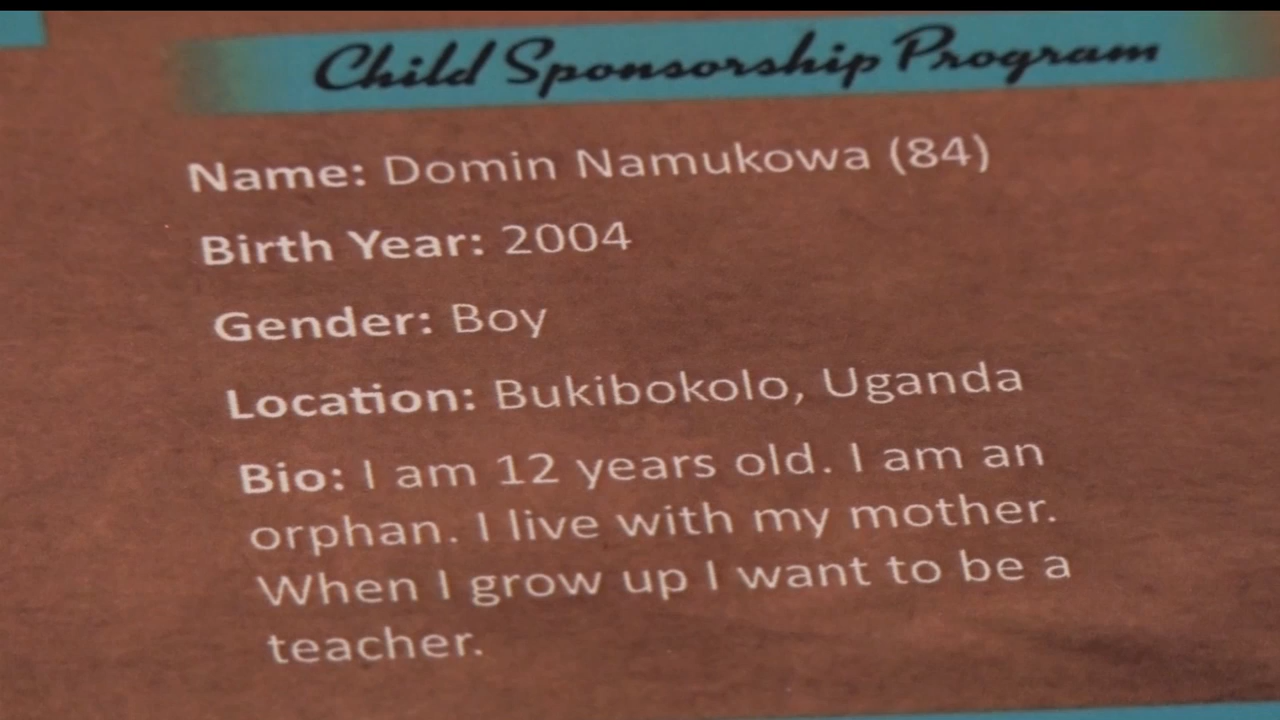 Child Sponsorship Program
Name: Domin Namukowa (84)
Birth Year: 2004
Gender: Boy
Location: Bukibokolo, Uganda
Bio: I am 12 years old. I am an
orphan. I live with my mother.
When I grow up I want to be a
teacher.